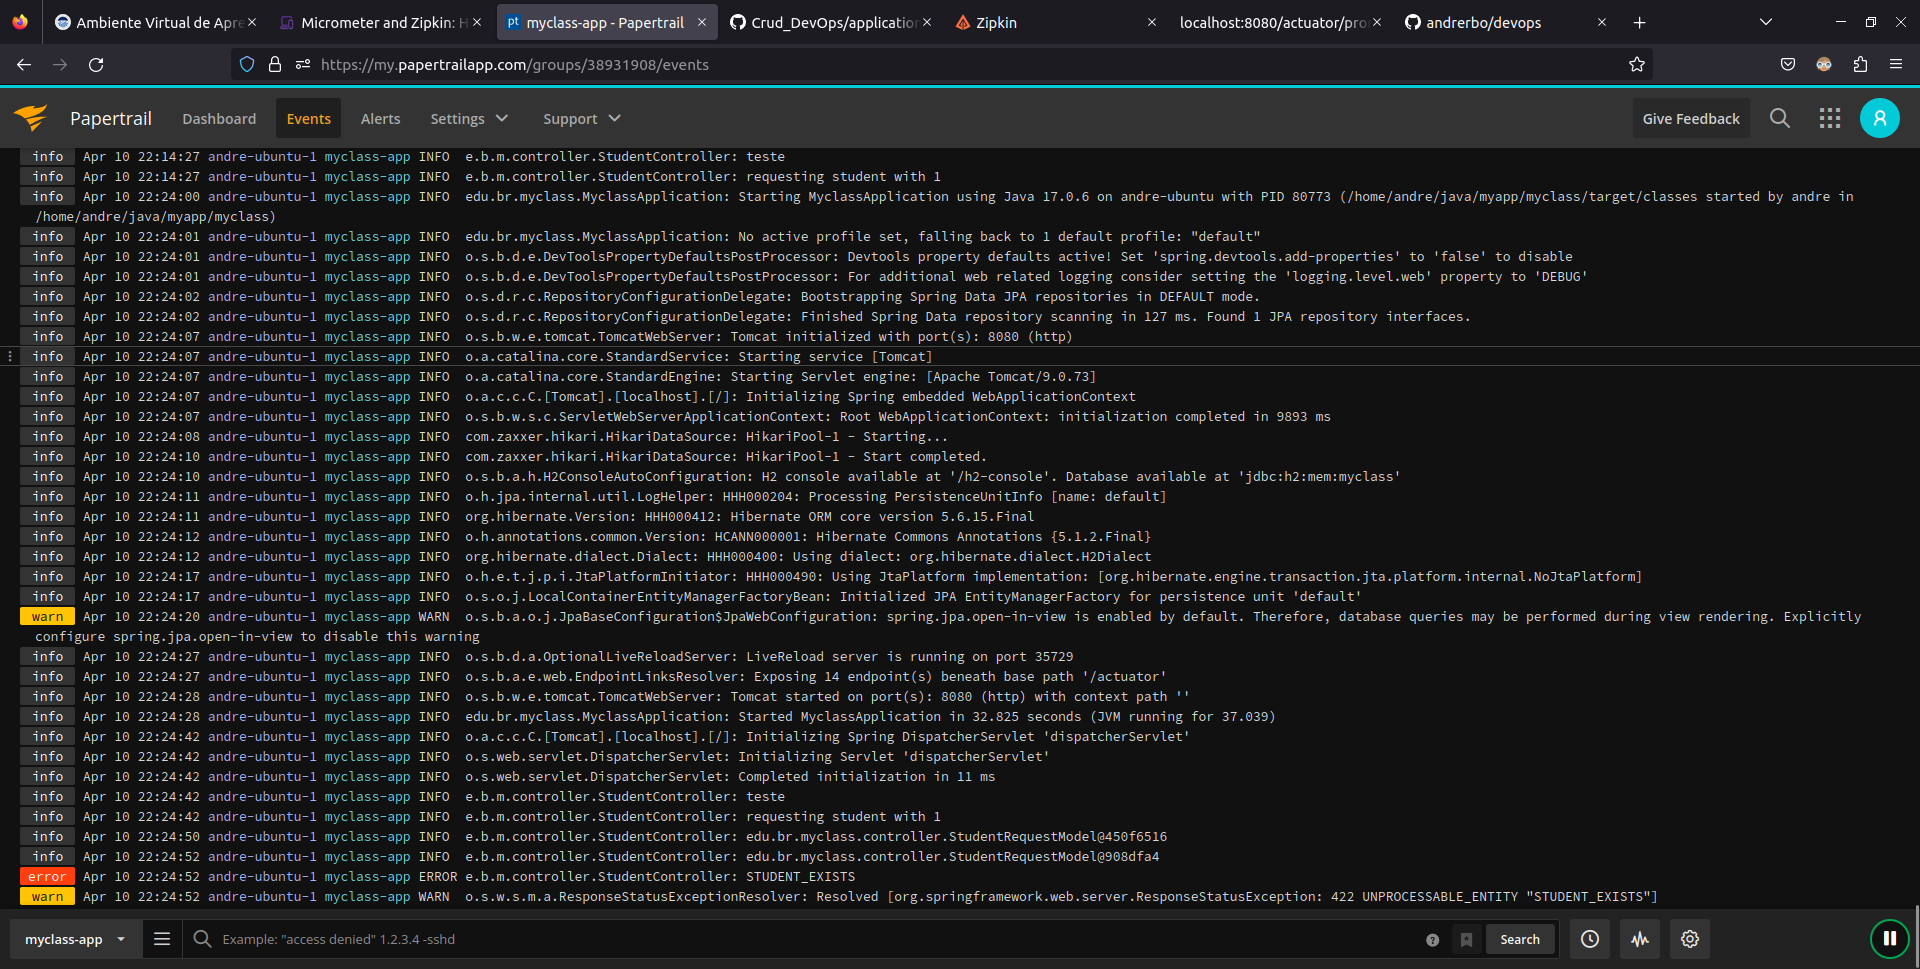 Ambiente Virtual de Apre
Micrometer and Zipkin: H
pt myclass-app - Papertrail
Crud_DevOps/application
Zipkin
localhost:8080/actuator/pro
andrerbo/devops
https://my.papertrailapp.com/groups/38931908/events
Papertrail Dashboard Events Alerts Settings Support Give Feedback
info Apr 10 22:14:27 andre-ubuntu-1 myclass-app INFO e.b.m.controller.StudentController: teste
info Apr 10 22:14:27 andre-ubuntu-1 myclass-app INFO e.b.m.controller.StudentController: requesting student with 1
info Apr 10 22:24:00 andre-ubuntu-1 myclass-app INFO edu.br.myclass.MyclassApplication: Starting MyclassApplication using Java 17.0.6 on andre-ubuntu with PID 80773 (/home/andre/java/myapp/myclass/target/classes started by andre in
/home/andre/java/myapp/myclass)
info Apr 10 22:24:01 andre-ubuntu-1 myclass-app INFO edu.br.myclass.MyclassApplication: No active profile set, falling back to 1 default profile: "default"
info Apr 10 22:24:01 andre-ubuntu-1 myclass-app INFO o.s.b.d.e.DevToolsPropertyDefaultsPostProcessor: Devtools property defaults active! Set 'spring.devtools.add-properties' to 'false' to disable
info Apr 10 22:24:01 andre-ubuntu-1 myclass-app INFO o.s.b.d.e.DevToolsPropertyDefaultsPostProcessor: For additional web related logging consider setting the 'logging.level.web' property to 'DEBUG'
info Apr 10 22:24:02 andre-ubuntu-1 myclass-app INFO o.s.d.r.c.RepositoryConfigurationDelegate: Bootstrapping Spring Data JPA repositories in DEFAULT mode.
info Apr 10 22:24:02 andre-ubuntu-1 myclass-app INFO o.s.d.r.c.RepositoryConfigurationDelegate: Finished Spring Data repository scanning in 127 ms. Found 1 JPA repository interfaces.
info Apr 10 22:24:07 andre-ubuntu-1 myclass-app INFO o.s.b.w.e.tomcat.TomcatWebServer: Tomcat initialized with port(s): 8080 (http)
info Apr 10 22:24:07 andre-ubuntu-1 myclass-app INFO o.a.catalina.core.StandardService: Starting service [Tomcat]
info Apr 10 22:24:07 andre-ubuntu-1 myclass-app INFO o.a.catalina.core.StandardEngine: Starting Servlet engine: [Apache Tomcat/9.0.73]
info Apr 10 22:24:07 andre-ubuntu-1 myclass-app INFO o.a.c.c.C.[Tomcat].[localhost].[/]: Initializing Spring embedded WebApplicationContext
info Apr 10 22:24:07 andre-ubuntu-1 myclass-app INFO o.s.b.w.s.c.ServletWebServerApplicationContext: Root WebApplicationContext: initialization completed in 9893 ms
info Apr 10 22:24:08 andre-ubuntu-1 myclass-app INFO com.zaxxer.hikari.HikariDataSource: HikariPool-1 - Starting...
info Apr 10 22:24:10 andre-ubuntu-1 myclass-app INFO com.zaxxer.hikari.HikariDataSource: HikariPool-1 - Start completed.
info Apr 10 22:24:10 andre-ubuntu-1 myclass-app INFO o.s.b.a.h.H2ConsoleAutoConfiguration: H2 console available at '/h2-console'. Database available at 'jdbc:h2:mem:myclass'
info Apr 10 22:24:11 andre-ubuntu-1 myclass-app INFO o.h.jpa.internal.util.LogHelper: HHH000204: Processing PersistenceUnitInfo [name: default]
info Apr 10 22:24:11 andre-ubuntu-1 myclass-app INFO org.hibernate.Version: HHH000412: Hibernate ORM core version 5.6.15.Final
info Apr 10 22:24:12 andre-ubuntu-1 myclass-app INFO o.h.annotations.common.Version: HCANN000001: Hibernate Commons Annotations {5.1.2.Final}
info Apr 10 22:24:12 andre-ubuntu-1 myclass-app INFO org.hibernate.dialect.Dialect: HHH000400: Using dialect: org.hibernate.dialect.H2Dialect
info Apr 10 22:24:17 andre-ubuntu-1 myclass-app INFO o.h.e.t.j.p.i.JtaPlatformInitiator: HHH000490: Using JtaPlatform implementation: [org.hibernate.engine.transaction.jta.platform.internal.NoJtaPlatform]
info Apr 10 22:24:17 andre-ubuntu-1 myclass-app INFO o.s.o.j.LocalContainerEntityManagerFactoryBean: Initialized JPA EntityManagerFactory for persistence unit 'default'
warn Apr 10 22:24:20 andre-ubuntu-1 myclass-app WARN o.s.b.a.o.j.JpaBaseConfiguration$JpaWebConfiguration: spring.jpa.open-in-view is enabled by default. Therefore, database queries may be performed during view rendering. Explicitly
configure spring.jpa.open-in-view to disable this warning
info Apr 10 22:24:27 andre-ubuntu-1 myclass-app INFO o.s.b.d.a.OptionalLiveReloadServer: LiveReload server is running on port 35729
info Apr 10 22:24:27 andre-ubuntu-1 myclass-app INFO o.s.b.a.e.web.EndpointLinksResolver: Exposing 14 endpoint(s) beneath base path '/actuator'
info Apr 10 22:24:28 andre-ubuntu-1 myclass-app INFO o.s.b.w.e.tomcat.TomcatWebServer: Tomcat started on port(s): 8080 (http) with context path ''
info Apr 10 22:24:28 andre-ubuntu-1 myclass-app INFO edu.br.myclass.MyclassApplication: Started MyclassApplication in 32.825 seconds (JVM running for 37.039)
info Apr 10 22:24:42 andre-ubuntu-1 myclass-app INFO o.a.c.c.C.[Tomcat].[localhost].[/]: Initializing Spring DispatcherServlet 'dispatcherServlet'
info Apr 10 22:24:42 andre-ubuntu-1 myclass-app INFO o.s.web.servlet.DispatcherServlet: Initializing Servlet 'dispatcherServlet'
info Apr 10 22:24:42 andre-ubuntu-1 myclass-app INFO o.s.web.servlet.DispatcherServlet: Completed initialization in 11 ms
info Apr 10 22:24:42 andre-ubuntu-1 myclass-app INFO e.b.m.controller.StudentController: teste
info Apr 10 22:24:42 andre-ubuntu-1 myclass-app INFO e.b.m.controller.StudentController: requesting student with 1
info Apr 10 22:24:50 andre-ubuntu-1 myclass-app INFO e.b.m.controller.StudentController: edu.br.myclass.controller.StudentRequestModel@450f6516
info Apr 10 22:24:52 andre-ubuntu-1 myclass-app INFO e.b.m.controller.StudentController: edu.br.myclass.controller.StudentRequestModel@908dfa4
error Apr 10 22:24:52 andre-ubuntu-1 myclass-app ERROR e.b.m.controller.StudentController: STUDENT_EXISTS
warn Apr 10 22:24:52 andre-ubuntu-1 myclass-app WARN o.s.w.s.m.a.ResponseStatusExceptionResolver: Resolved [org.springframework.web.server.ResponseStatusException: 422 UNPROCESSABLE_ENTITY "STUDENT_EXISTS"]
myclass-app Example: "access denied" 1.2.3.4 -sshd Search